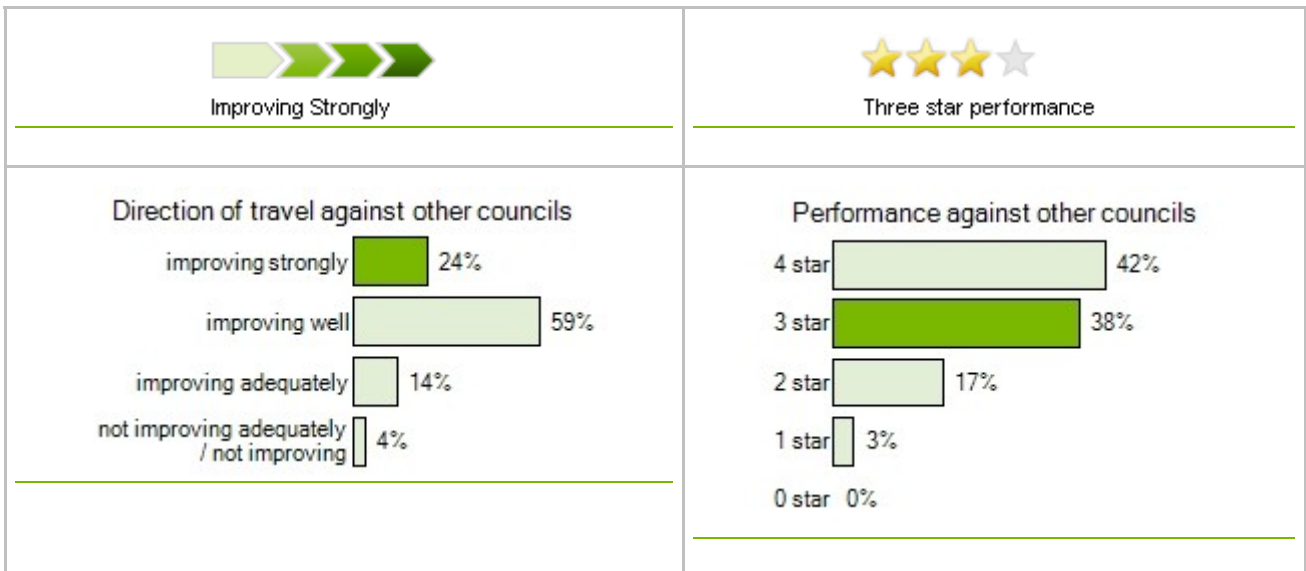 Improving Strongly
Three star performance
Direction of travel against other councils
improving strongly 24%
improving well 59%
improving adequately 14%
not improving adequately
/ not improving 4%
Performance against other councils
4 star 42%
3 star 38%
2 star 17%
1 star 3%
0 star 0%